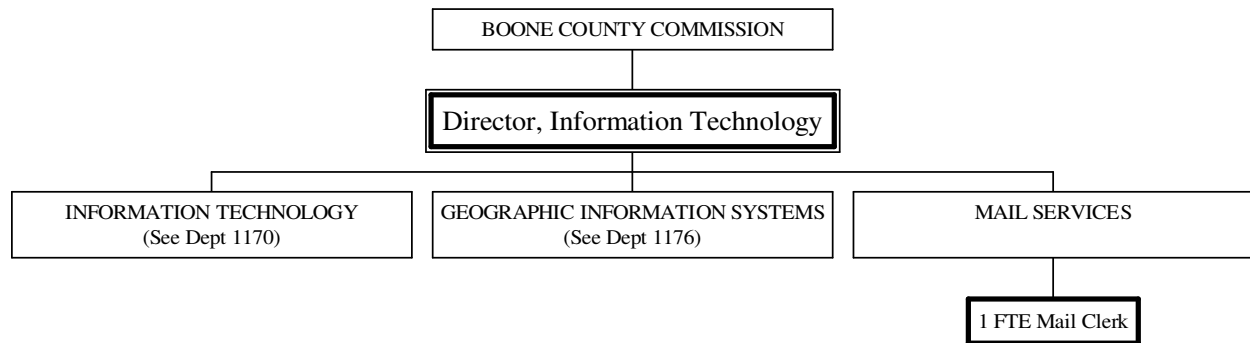 BOONE COUNTY COMMISSION
Director, Information Technology
INFORMATION TECHNOLOGY
(See Dept 1170)
GEOGRAPHIC INFORMATION SYSTEMS
(See Dept 1176)
MAIL SERVICES
1 FTE Mail Clerk